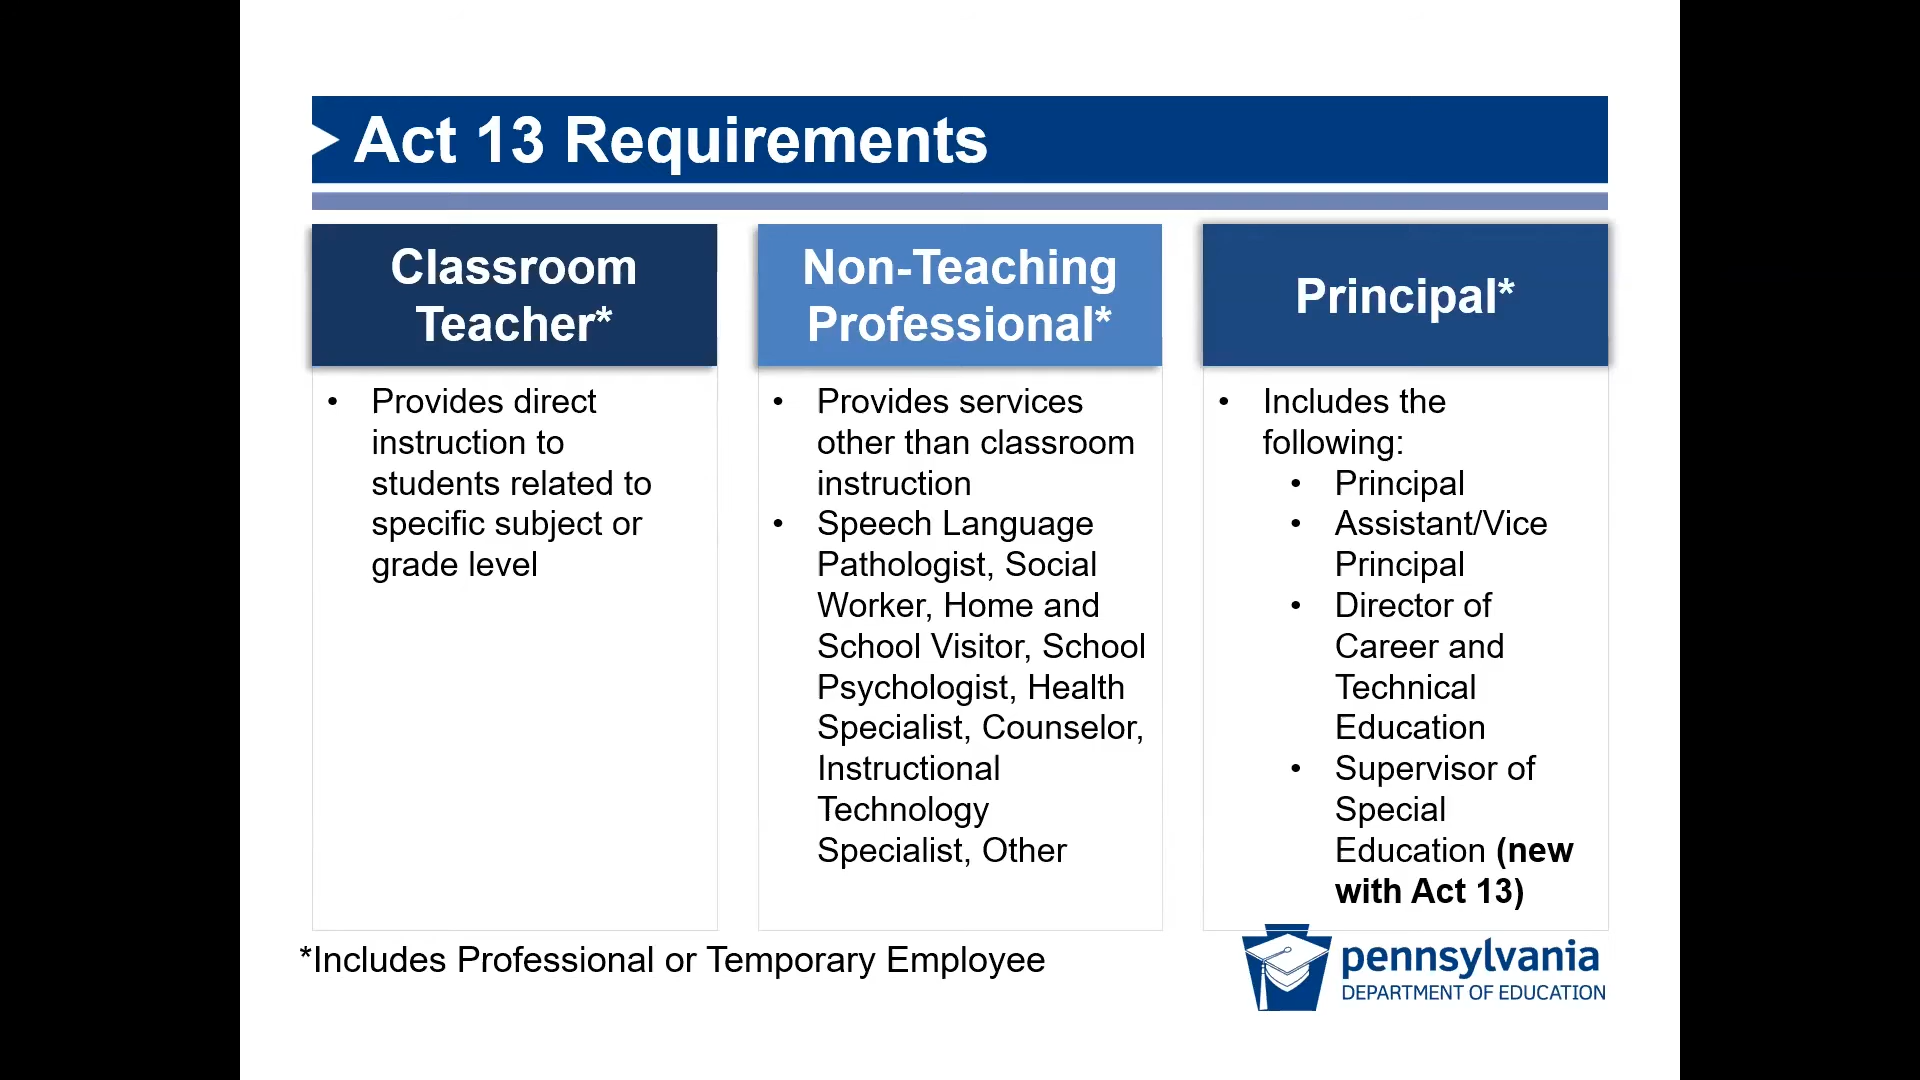 Act 13 Requirements
Classroom
Teacher*
• Provides direct
instruction to
students related to
specific subject or
grade level
Non-Teaching
Professional*
• Provides services
other than classroom
instruction
• Speech Language
Pathologist, Social
Worker, Home and
School Visitor, School
Psychologist, Health
Specialist, Counselor,
Instructional
Technology
Specialist, Other
Principal*
• Includes the
following:
• Principal
• Assistant/Vice
Principal
• Director of
Career and
Technical
Education
• Supervisor of
Special
Education (new
with Act 13)
*Includes Professional or Temporary Employee
pennsylvania
DEPARTMENT OF EDUCATION